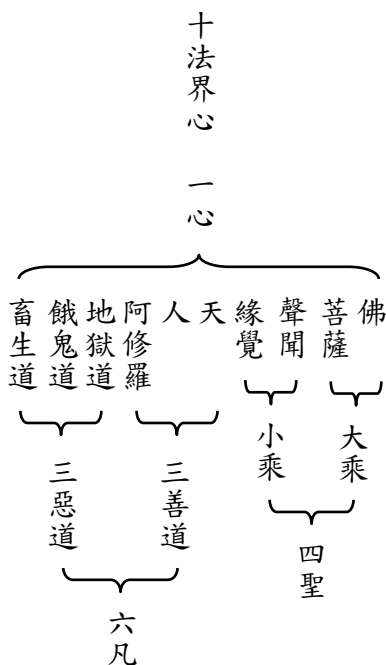 十法界心 一心
佛
菩薩
聲聞
緣覺
天
人
阿修羅
地獄道
餓鬼道
畜生道
大乘
小乘
三善道
三惡道
四聖
六凡